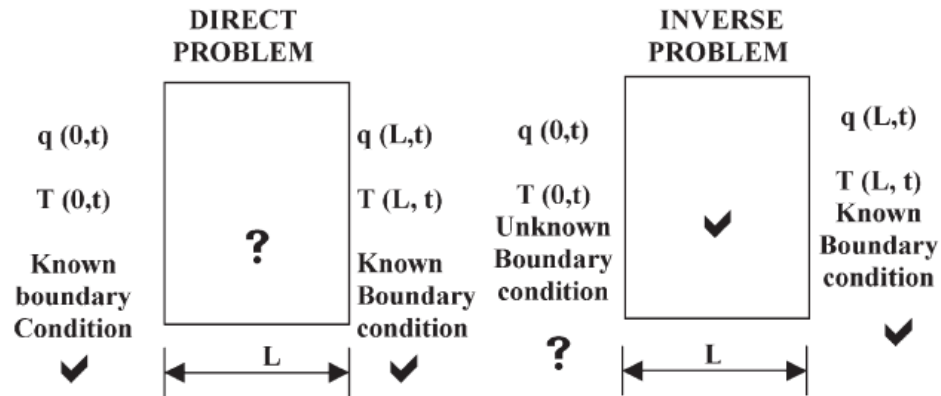 DIRECT
PROBLEM
q (0,t)
T (0,t)
Known
boundary
Condition
?
q (L,t)
T (L, t)
Known
Boundary
condition
L
INVERSE
PROBLEM
q (0,t)
T (0,t)
Unknown
Boundary
condition
?
q (L,t)
T (L, t)
Known
Boundary
condition
L